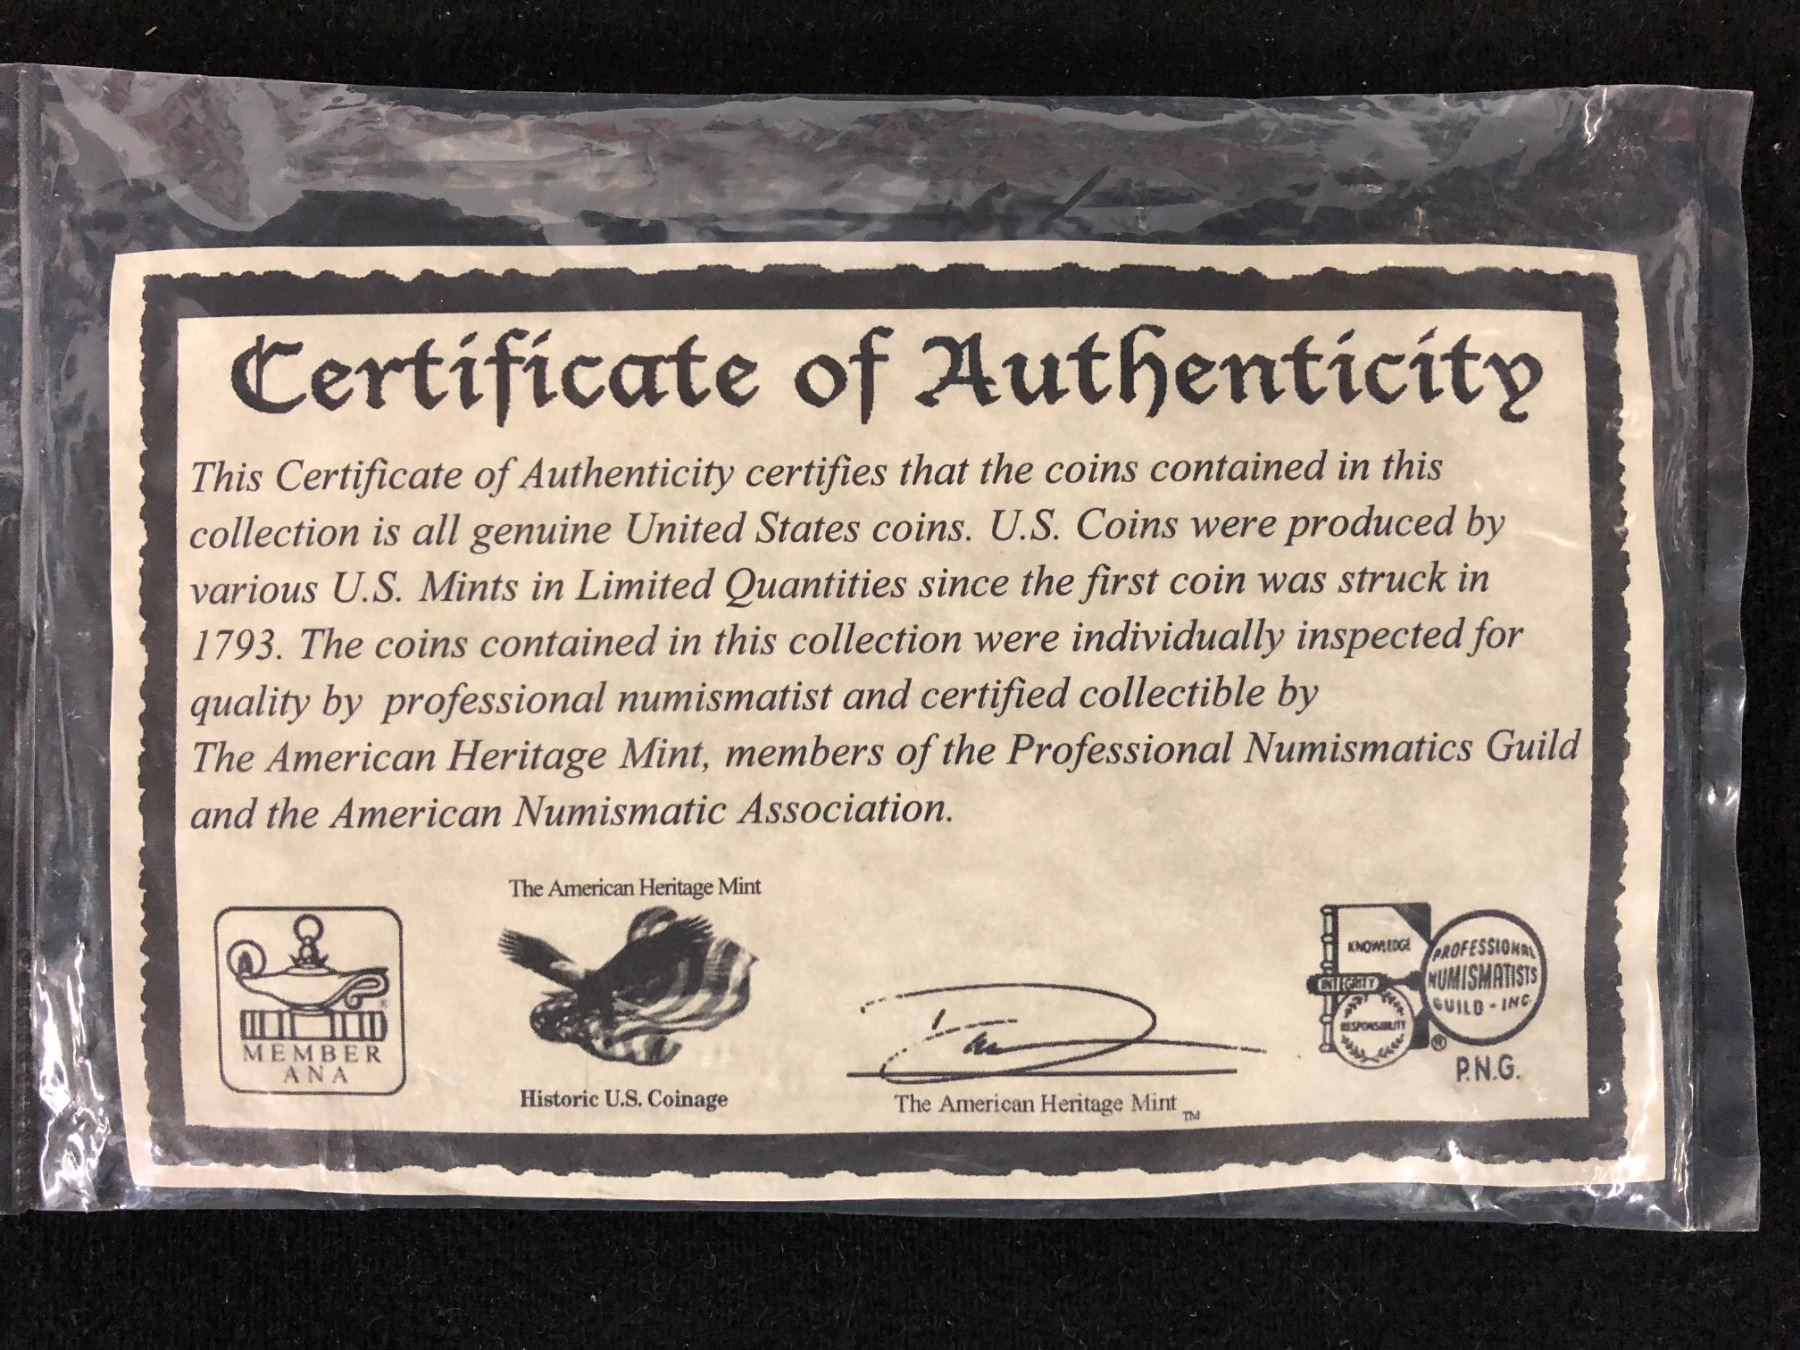 Certificate of Authenticity
This Certificate of Authenticity certifies that the coins contained in this
collection is all genuine United States coins. U.S. Coins were produced by
various U.S. Mints in Limited Quantities since the first coin was struck in
1793. The coins contained in this collection were individually inspected for
quality by professional numismatist and certified collectible by
The American Heritage Mint, members of the Professional Numismatics Guild
and the American Numismatic Association.
The American Heritage Mint
MEMBER
ANA
®
Historic U.S. Coinage
The American Heritage Mint ™
KNOWLEDGE
INTEGRITY
RESPONSIBILITY
PROFESSIONAL
NUMISMATISTS
GUILD - INC
®
P.N.G.